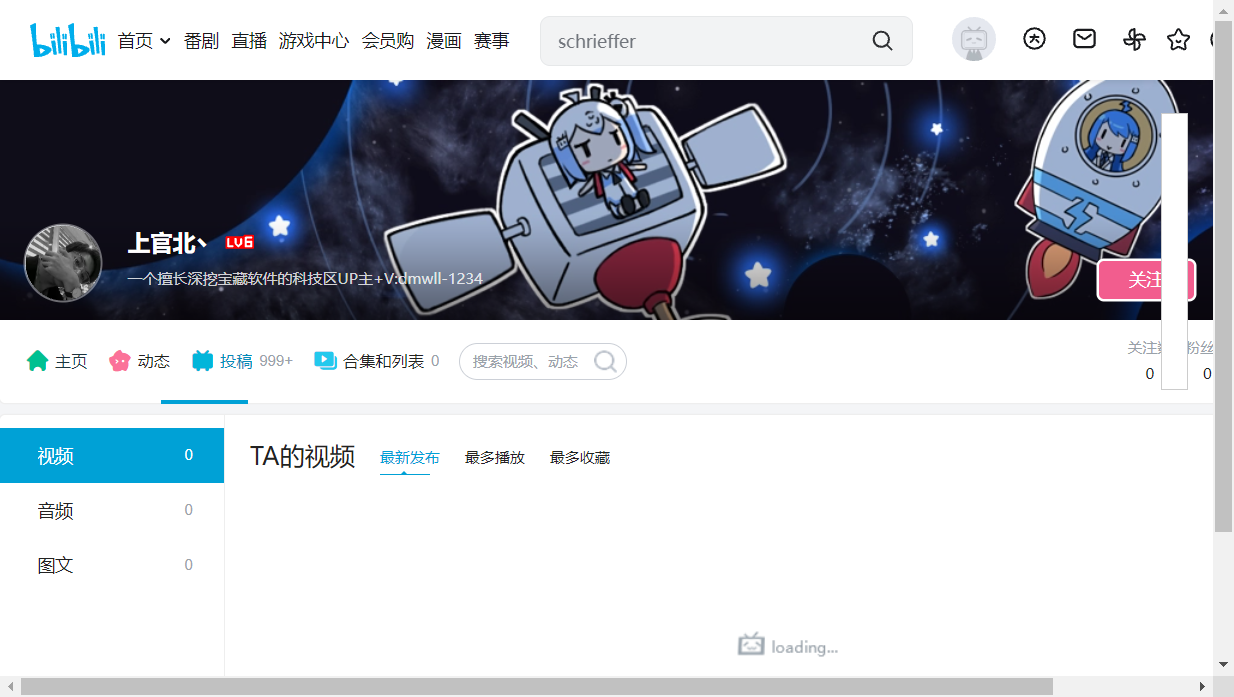 bilibili 首页 番剧 直播 游戏中心 会员购 漫画 赛事 schrieffer
上官北丶 LV6
一个擅长深挖宝藏软件的科技区UP主+V:dmwll-1234
关注
主页 动态 投稿 999+ 合集和列表 0 搜索视频、动态
关注数 粉丝
0 0
视频 0
音频 0
图文 0
TA的视频 最新发布 最多播放 最多收藏
loading...